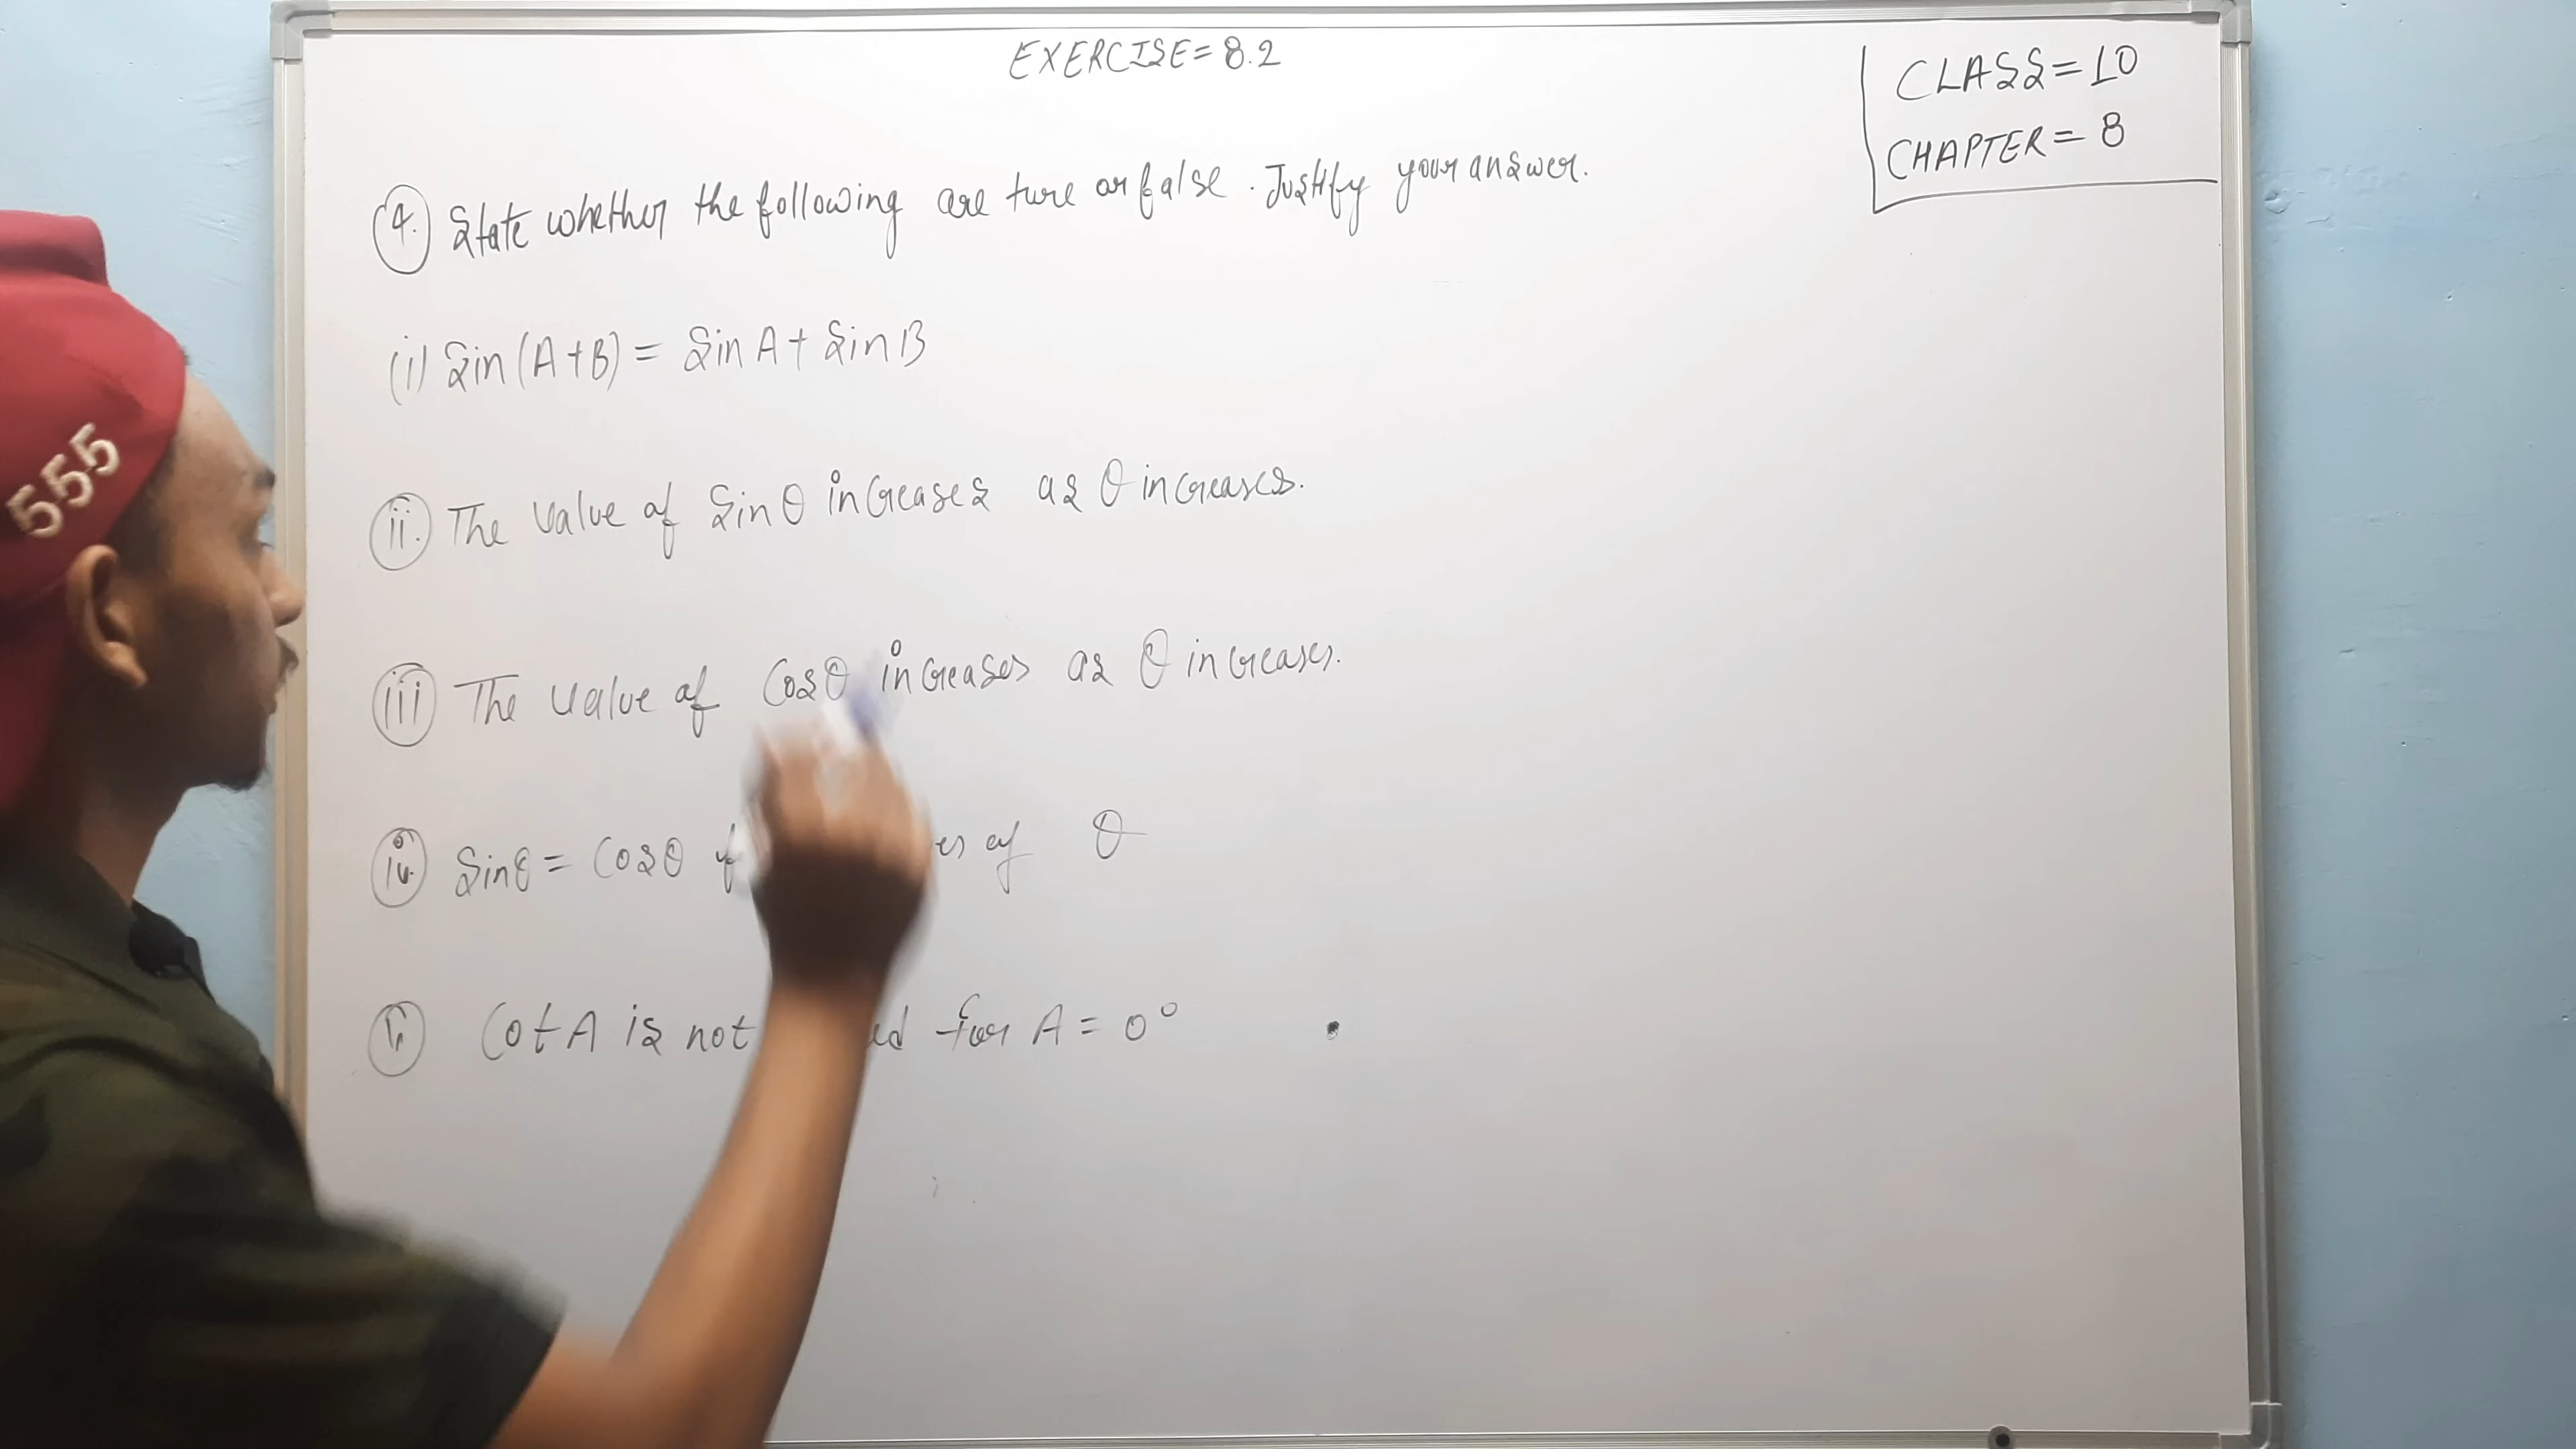 EXERCISE = 8.2
CLASS = 10
CHAPTER = 8
4. State whether the following are ture or false. Justify your answer.
(i) Sin (A+B) = Sin A + Sin B
ii. The value of Sin θ increases as θ increases.
555
iii The value of Cos θ increases as θ increases.
iv. Sin θ = Cos θ of θ
v. Cot A is not for A = 0°